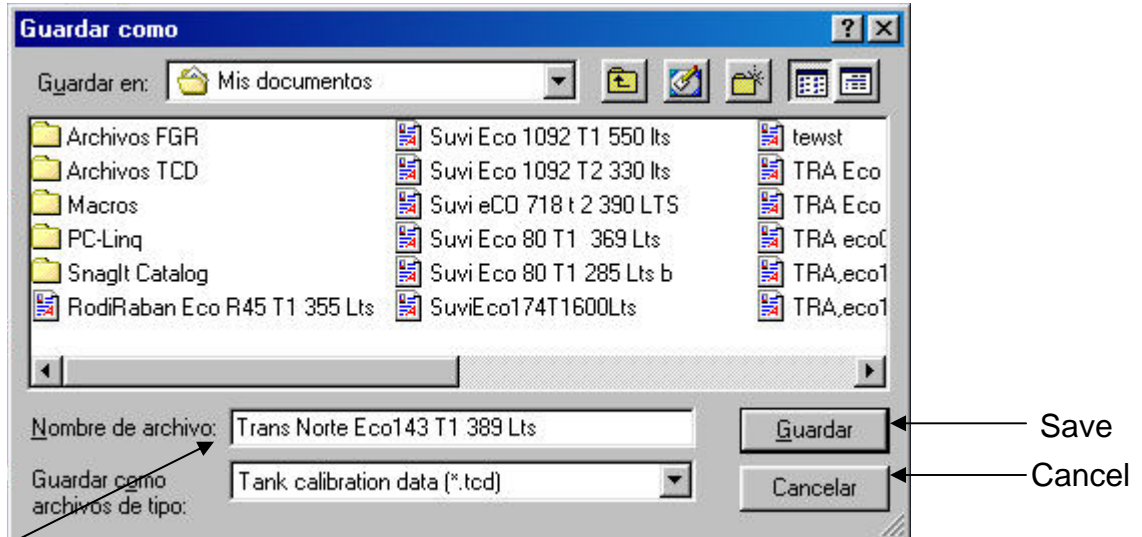 Guardar como
Guardar en: Mis documentos
Archivos FGR
Archivos TCD
Macros
PC-Linq
SnagIt Catalog
RodiRaban Eco R45 T1 355 Lts
Suvi Eco 1092 T1 550 lts
Suvi Eco 1092 T2 330 lts
Suvi eCO 718 t 2 390 LTS
Suvi Eco 80 T1  369 Lts
Suvi Eco 80 T1 285 Lts b
SuviEco174T1600Lts
tewst
TRA Eco
TRA Eco
TRA eco
TRA,eco1
TRA,eco1
Nombre de archivo: Trans Norte Eco143 T1 389 Lts
Guardar Save
Guardar como
archivos de tipo: Tank calibration data (*.tcd)
Cancelar Cancel